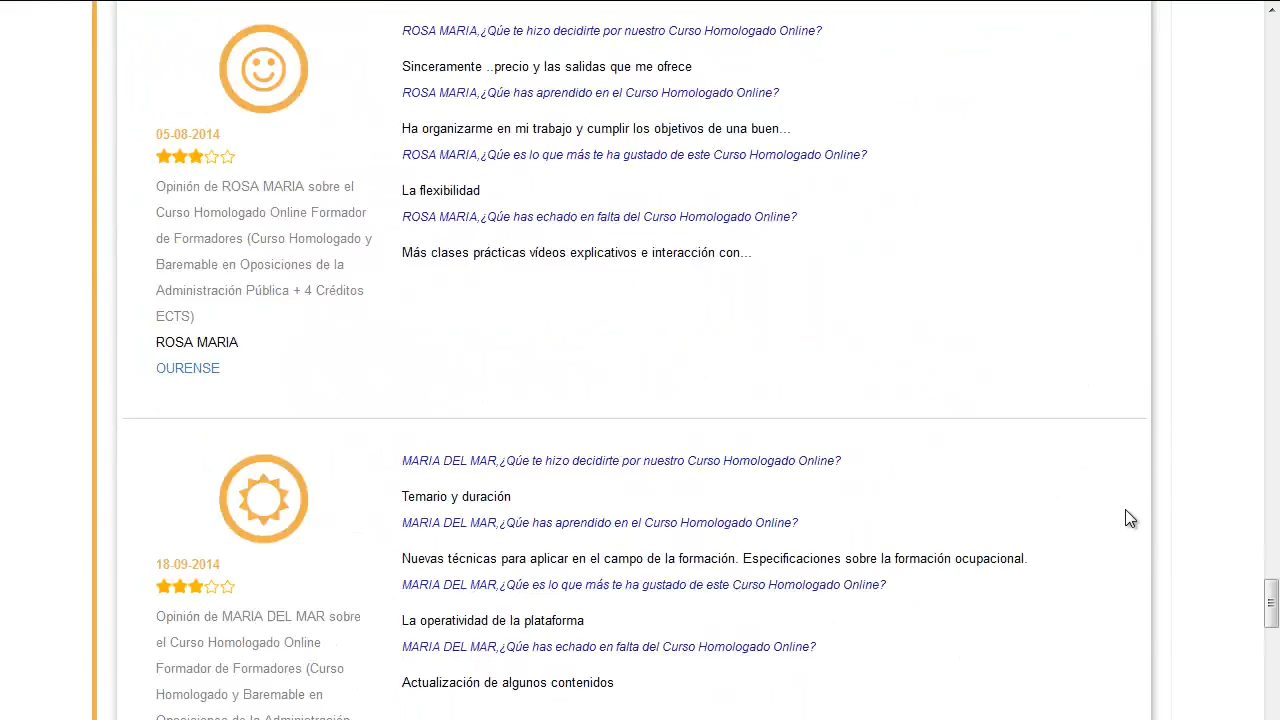 ROSA MARIA,¿Qúe te hizo decidirte por nuestro Curso Homologado Online?
Sinceramente ..precio y las salidas que me ofrece
ROSA MARIA,¿Qúe has aprendido en el Curso Homologado Online?
Ha organizarme en mi trabajo y cumplir los objetivos de una buen...
ROSA MARIA,¿Qúe es lo que más te ha gustado de este Curso Homologado Online?
La flexibilidad
ROSA MARIA,¿Qúe has echado en falta del Curso Homologado Online?
Más clases prácticas vídeos explicativos e interacción con...
05-08-2014
Opinión de ROSA MARIA sobre el
Curso Homologado Online Formador
de Formadores (Curso Homologado y
Baremable en Oposiciones de la
Administración Pública + 4 Créditos
ECTS)
ROSA MARIA
OURENSE
MARIA DEL MAR,¿Qúe te hizo decidirte por nuestro Curso Homologado Online?
Temario y duración
MARIA DEL MAR,¿Qúe has aprendido en el Curso Homologado Online?
Nuevas técnicas para aplicar en el campo de la formación. Especificaciones sobre la formación ocupacional.
MARIA DEL MAR,¿Qúe es lo que más te ha gustado de este Curso Homologado Online?
La operatividad de la plataforma
MARIA DEL MAR,¿Qúe has echado en falta del Curso Homologado Online?
Actualización de algunos contenidos
18-09-2014
Opinión de MARIA DEL MAR sobre
el Curso Homologado Online
Formador de Formadores (Curso
Homologado y Baremable en
Oposiciones de la Administración